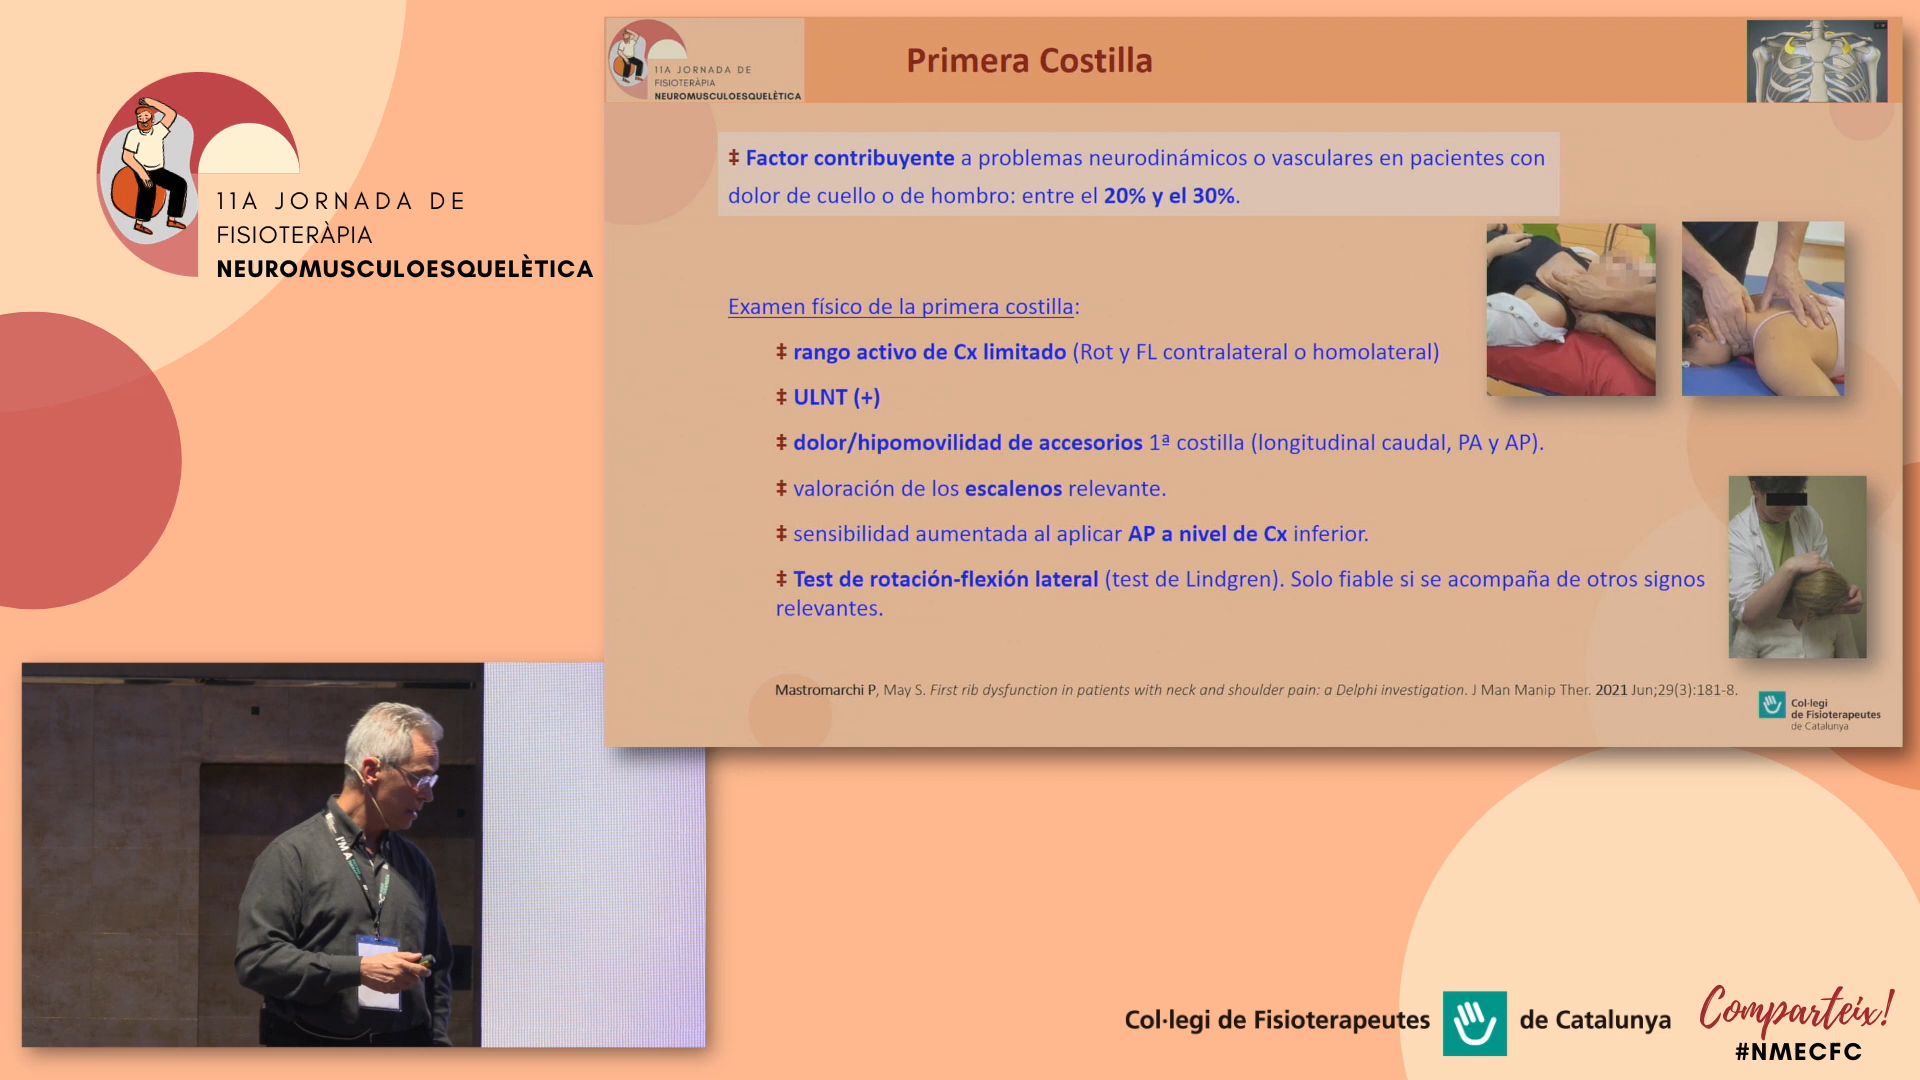 11A JORNADA DE
FISIOTERÀPIA
NEUROMUSCULOESQUELÈTICA
11A JORNADA DE
FISIOTERÀPIA
NEUROMUSCULOESQUELÈTICA
Primera Costilla
‡ Factor contribuyente a problemas neurodinámicos o vasculares en pacientes con
dolor de cuello o de hombro: entre el 20% y el 30%.
Examen físico de la primera costilla:
‡ rango activo de Cx limitado (Rot y FL contralateral o homolateral)
‡ ULNT (+)
‡ dolor/hipomovilidad de accesorios 1ª costilla (longitudinal caudal, PA y AP).
‡ valoración de los escalenos relevante.
‡ sensibilidad aumentada al aplicar AP a nivel de Cx inferior.
‡ Test de rotación-flexión lateral (test de Lindgren). Solo fiable si se acompaña de otros signos
relevantes.
Mastromarchi P, May S. First rib dysfunction in patients with neck and shoulder pain: a Delphi investigation. J Man Manip Ther. 2021 Jun;29(3):181-8.
Col·legi
de Fisioterapeutes
de Catalunya
I'M A
Col·legi de Fisioterapeutes de Catalunya
Comparteix!
#NMECFC